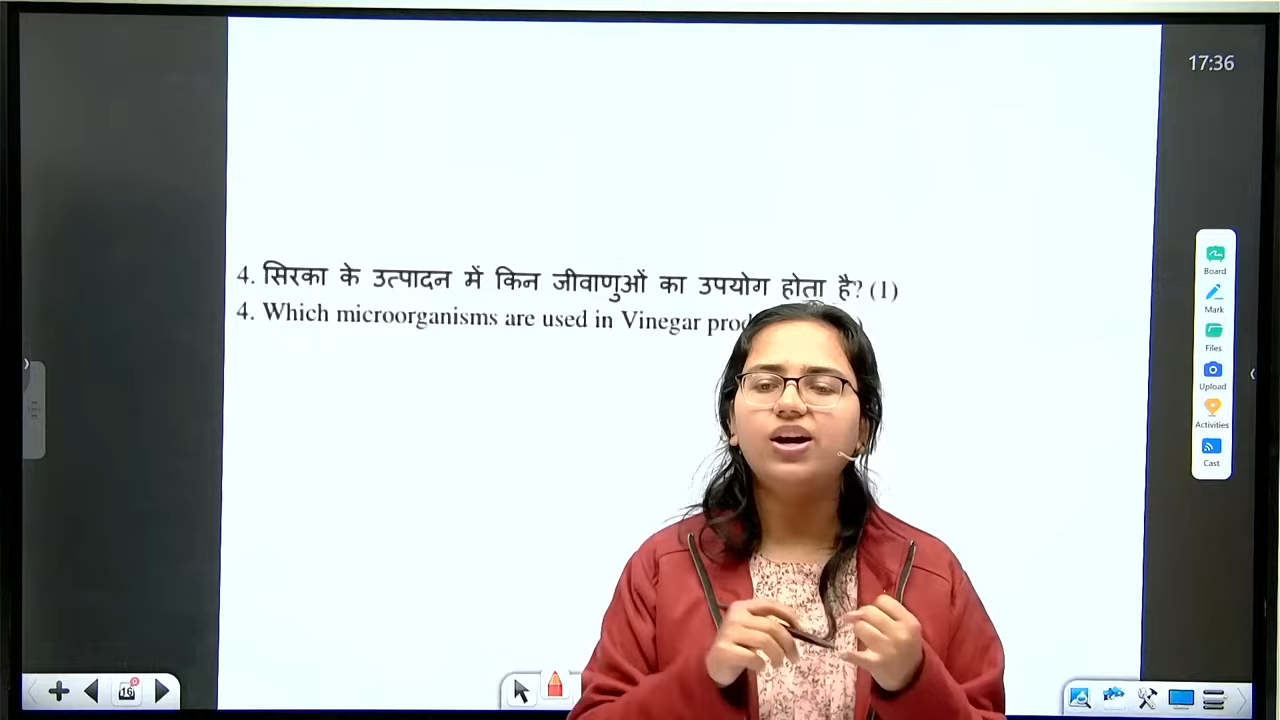 17:36
4. सिरका के उत्पादन में किन जीवाणुओं का उपयोग होता है? (1)
4. Which microorganisms are used in Vinegar
Board
Mark
Files
Upload
Activities
Cast
16